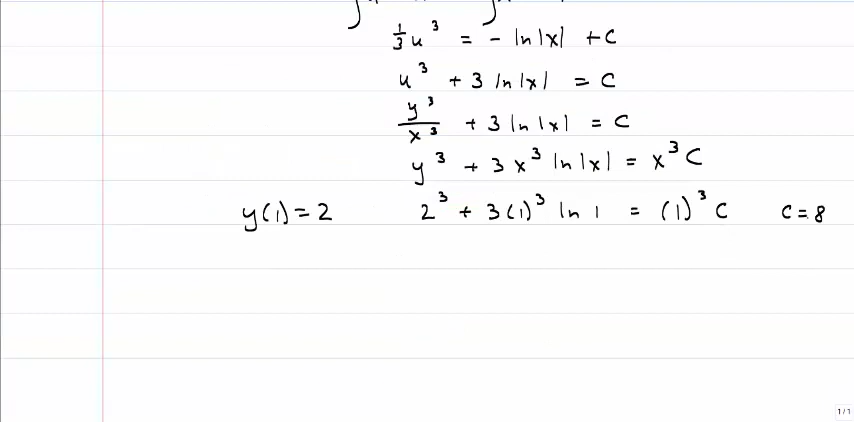 1/3 u³ = - ln|x| + C
u³ + 3 ln|x| = C
y³/x³ + 3 ln|x| = C
y³ + 3x³ ln|x| = x³C
y(1) = 2 2³ + 3(1)³ ln 1 = (1)³ C C = 8
1/1